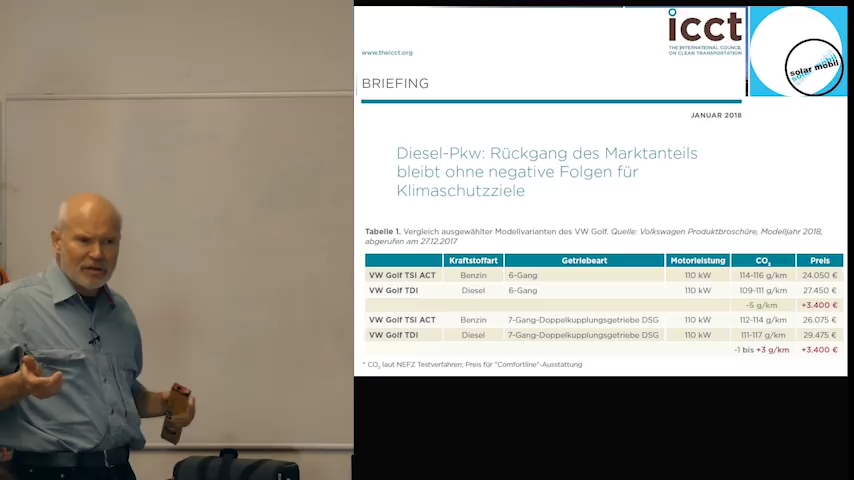 icct
THE INTERNATIONAL COUNCIL
ON CLEAN TRANSPORTATION
www.theicct.org
solar mobil
solar mobil
BRIEFING
JANUAR 2018
Diesel-Pkw: Rückgang des Marktanteils
bleibt ohne negative Folgen für
Klimaschutzziele
Tabelle 1. Vergleich ausgewählter Modellvarianten des VW Golf. Quelle: Volkswagen Produktbroschüre, Modelljahr 2018,
abgerufen am 27.12.2017
Kraftstoffart Getriebeart Motorleistung CO₂ Preis
VW Golf TSI ACT Benzin 6-Gang 110 kW 114-116 g/km 24.050 €
VW Golf TDI Diesel 6-Gang 110 kW 109-111 g/km 27.450 €
-5 g/km +3.400 €
VW Golf TSI ACT Benzin 7-Gang-Doppelkupplungsgetriebe DSG 110 kW 112-114 g/km 26.075 €
VW Golf TDI Diesel 7-Gang-Doppelkupplungsgetriebe DSG 110 kW 111-117 g/km 29.475 €
-1 bis +3 g/km +3.400 €
* CO₂ laut NEFZ Testverfahren; Preis für "Comfortline"-Ausstattung